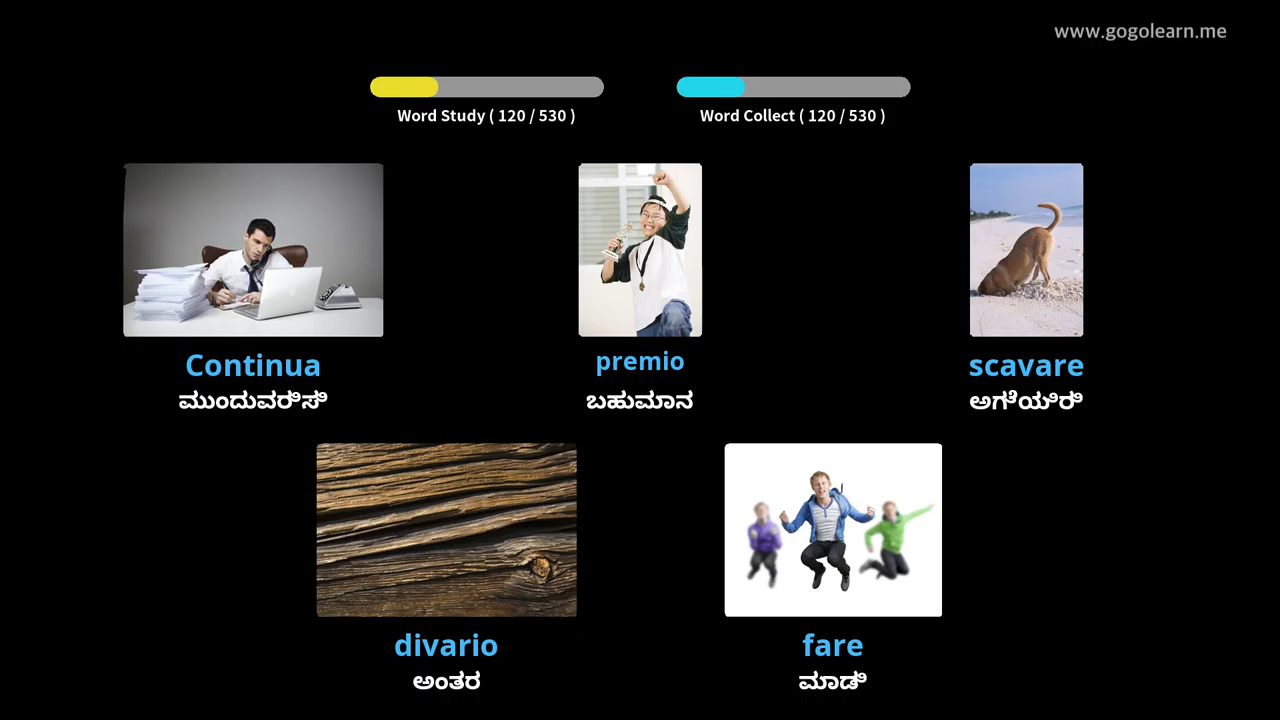 www.gogolearn.me
Word Study ( 120 / 530 )
Word Collect ( 120 / 530 )
Continua
ಮುಂದುವರಿಸಿ
premio
ಬಹುಮಾನ
scavare
ಅಗೆಯಿರಿ
divario
ಅಂತರ
fare
ಮಾಡಿ